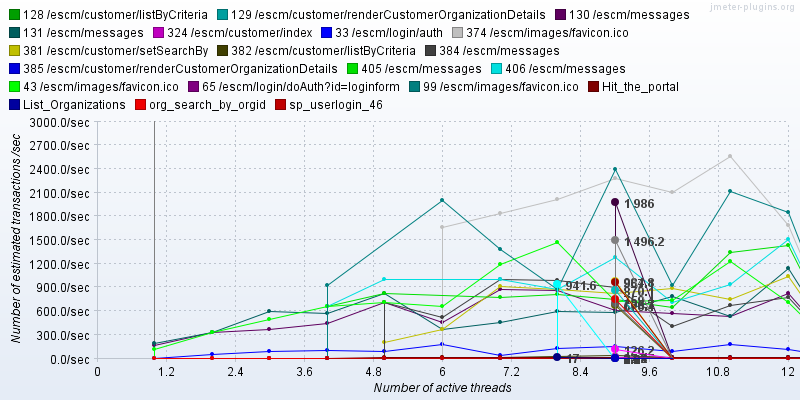 jmeter-plugins.org
128 /escm/customer/listByCriteria 129 /escm/customer/renderCustomerOrganizationDetails 130 /escm/messages
131 /escm/messages 324 /escm/customer/index 33 /escm/login/auth 374 /escm/images/favicon.ico
381 /escm/customer/setSearchBy 382 /escm/customer/listByCriteria 384 /escm/messages
385 /escm/customer/renderCustomerOrganizationDetails 405 /escm/messages 406 /escm/messages
43 /escm/images/favicon.ico 65 /escm/login/doAuth?id=loginform 99 /escm/images/favicon.ico Hit_the_portal
List_Organizations org_search_by_orgid sp_userlogin_46
Number of estimated transactions /sec
3000.0/sec
2700.0/sec
2400.0/sec
2100.0/sec
1 986
1800.0/sec
1500.0/sec
1 496.2
1200.0/sec
900.0/sec
941.6
600.0/sec
300.0/sec
126.2
0.0/sec
17
0 1.2 2.4 3.6 4.8 6 7.2 8.4 9.6 10.8 12
Number of active threads